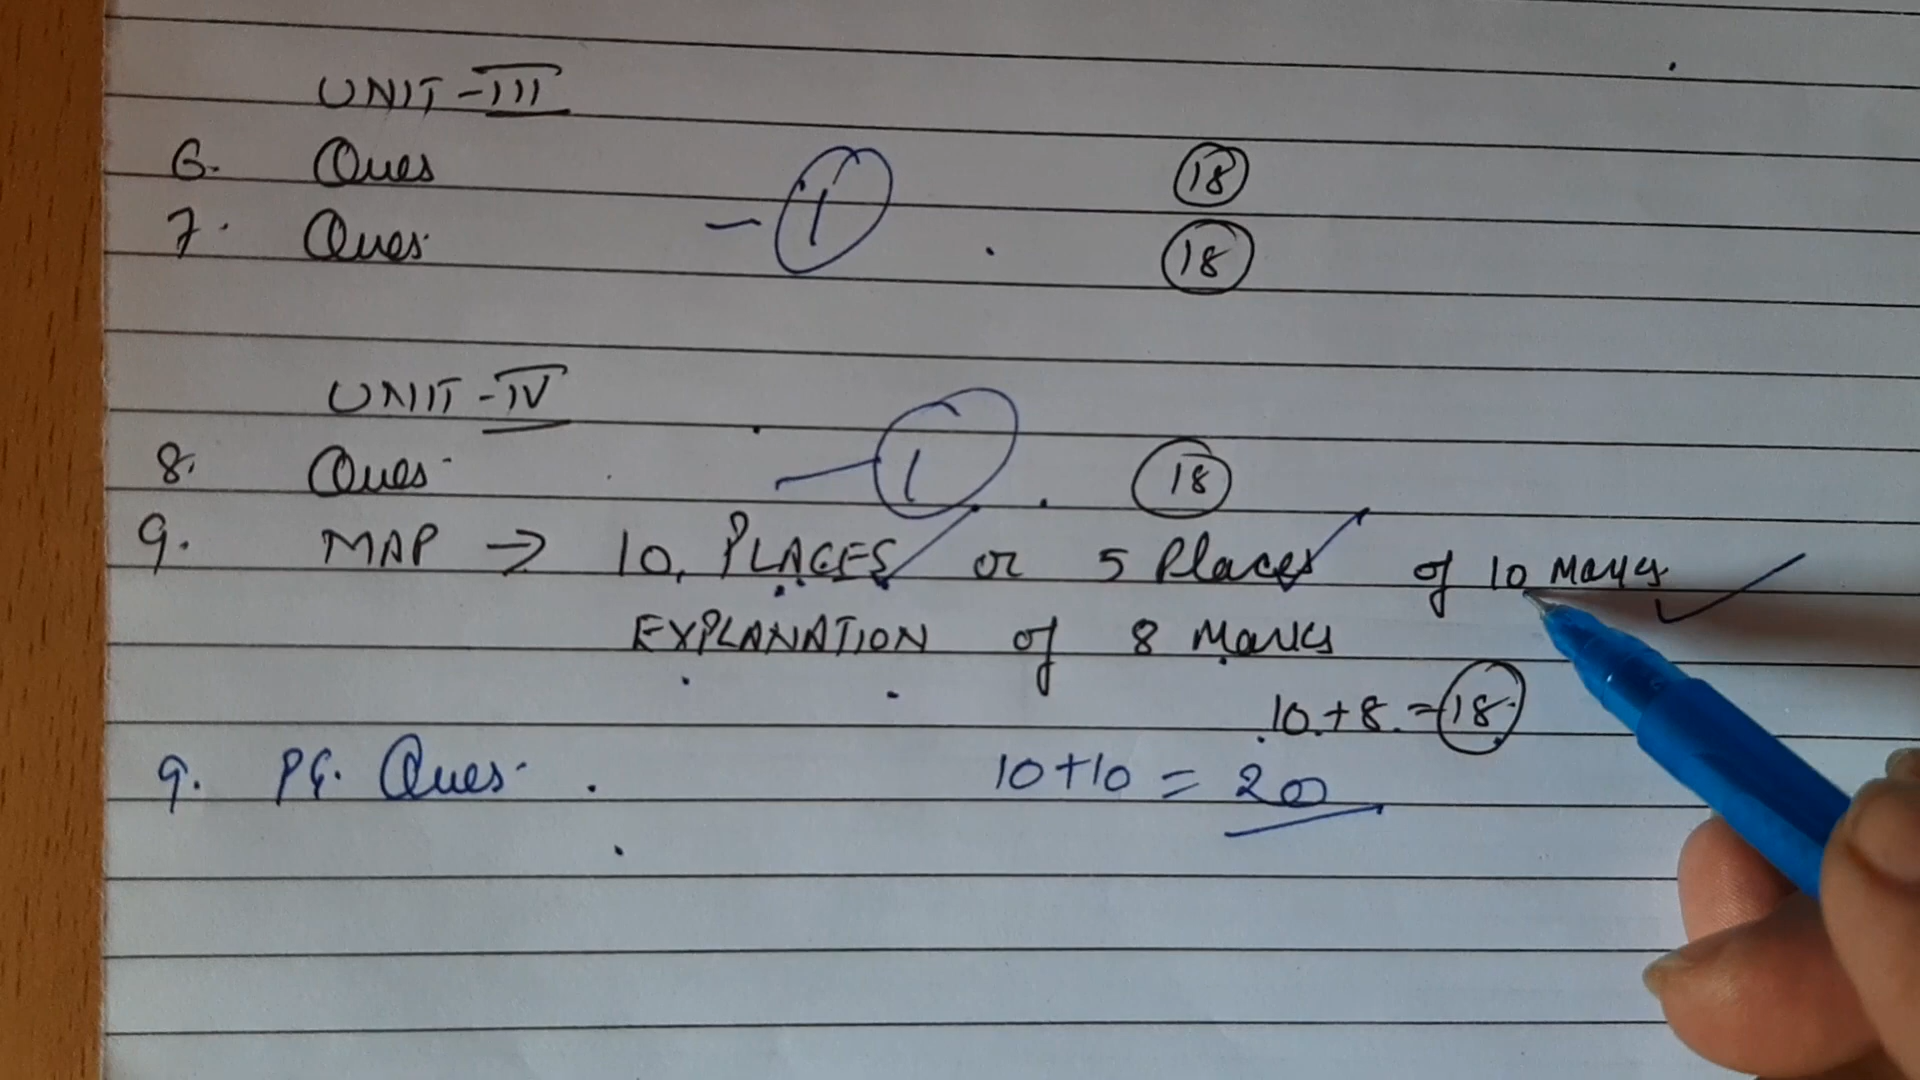 UNIT - III
6. Ques 18
7. Ques. - 1 18
UNIT - IV
8. Ques. - 1 18
9. MAP → 10, PLACES or 5 Places of 10 Marks
EXPLANATION of 8 Marks
10 + 8 = 18
9. PG. Ques. 10 + 10 = 20